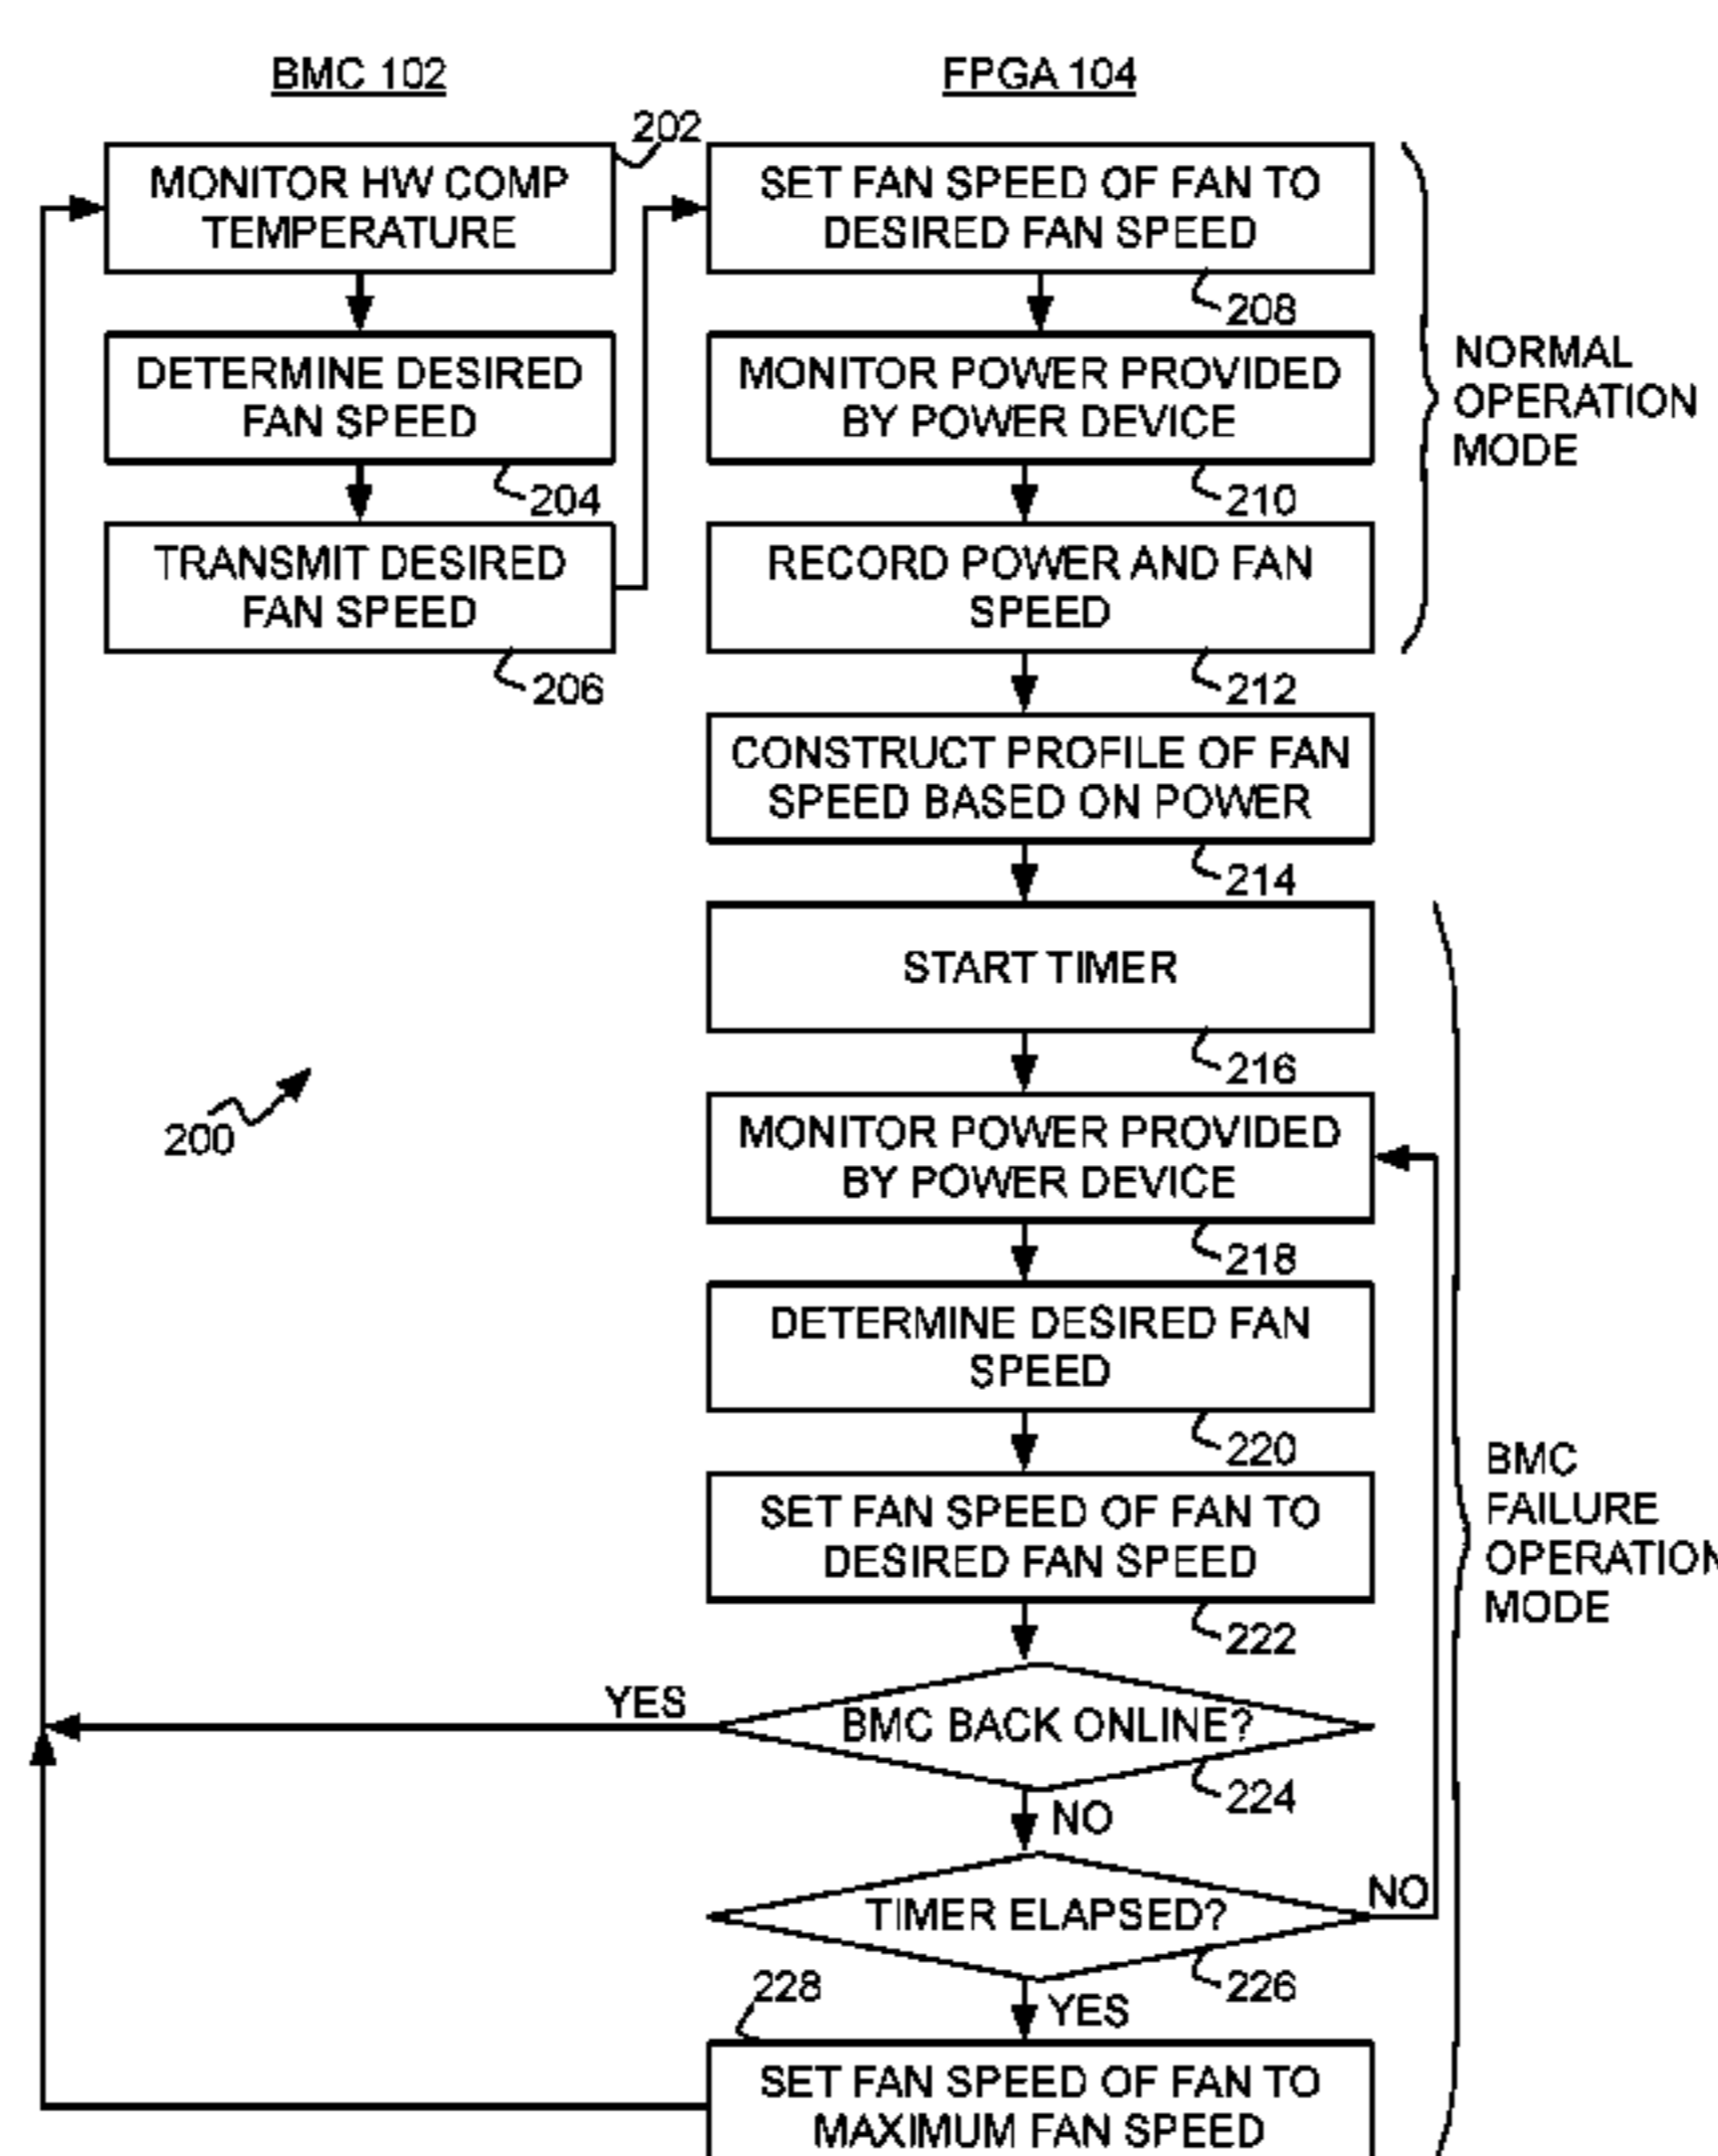 BMC 102
FPGA 104
202
MONITOR HW COMP
TEMPERATURE
DETERMINE DESIRED
FAN SPEED
204
TRANSMIT DESIRED
FAN SPEED
206
SET FAN SPEED OF FAN TO
DESIRED FAN SPEED
208
MONITOR POWER PROVIDED
BY POWER DEVICE
210
RECORD POWER AND FAN
SPEED
212
NORMAL
OPERATION
MODE
CONSTRUCT PROFILE OF FAN
SPEED BASED ON POWER
214
START TIMER
216
200
MONITOR POWER PROVIDED
BY POWER DEVICE
218
DETERMINE DESIRED FAN
SPEED
220
SET FAN SPEED OF FAN TO
DESIRED FAN SPEED
222
BMC
FAILURE
OPERATION
MODE
YES
BMC BACK ONLINE?
224
NO
TIMER ELAPSED?
NO
226
228
YES
SET FAN SPEED OF FAN TO
MAXIMUM FAN SPEED